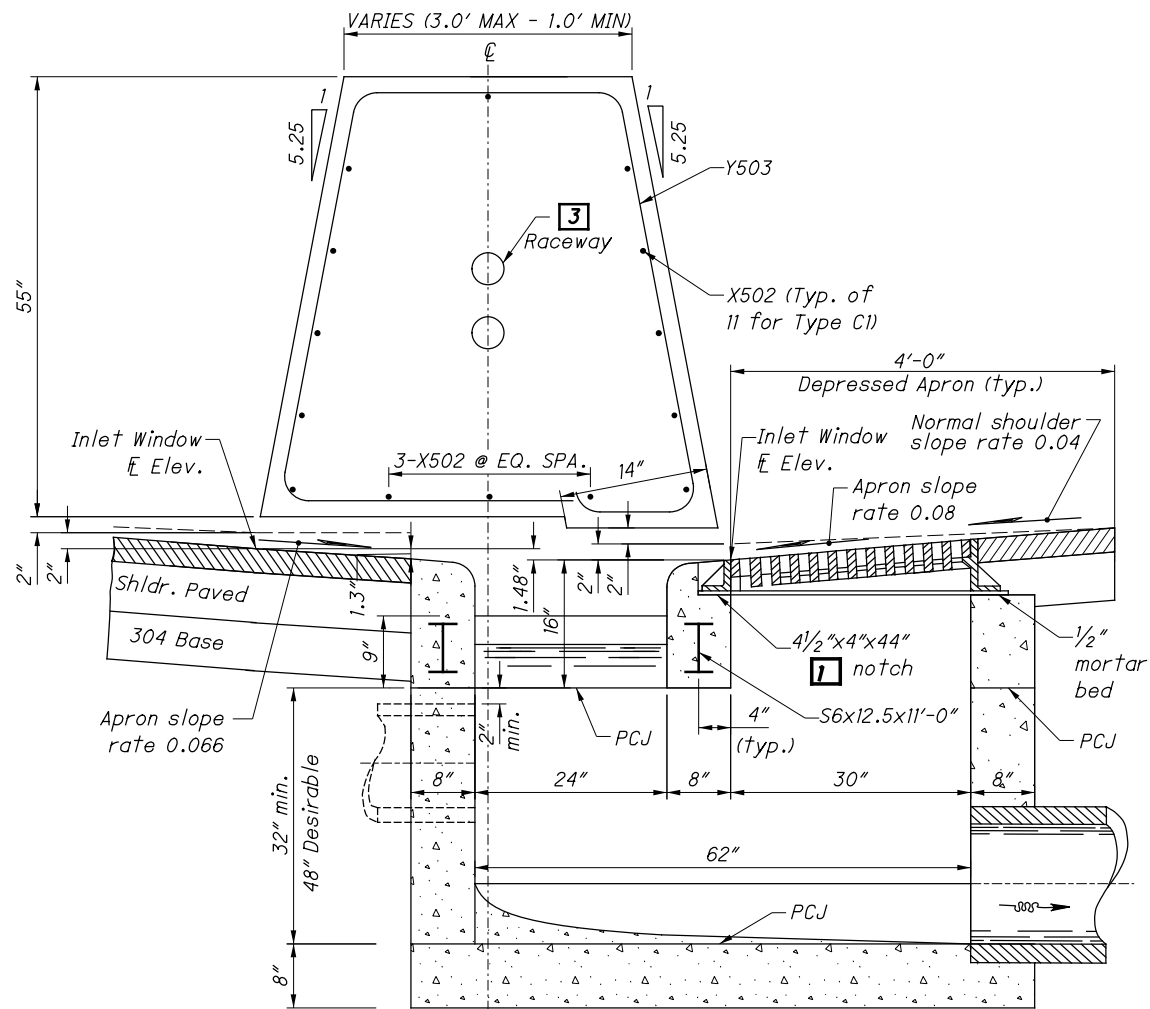 VARIES (3.0' MAX - 1.0' MIN)
℄
1
5.25
1
5.25
55"
Y503
3
Raceway
X502 (Typ. of
11 for Type C1)
4'-0"
Depressed Apron (typ.)
Inlet Window
℄ Elev.
3-X502 @ EQ. SPA.
14"
Inlet Window
℄ Elev.
Normal shoulder
slope rate 0.04
Apron slope
rate 0.08
2"
2"
Shldr. Paved
304 Base
1.3"
9"
1.48"
16"
2"
2"
4½"x4"x44"
1 notch
½"
mortar
bed
S6x12.5x11'-0"
Apron slope
rate 0.066
2"
min.
PCJ
4"
(typ.)
PCJ
32" min.
48" Desirable
8"
24"
8"
30"
8"
62"
PCJ
8"